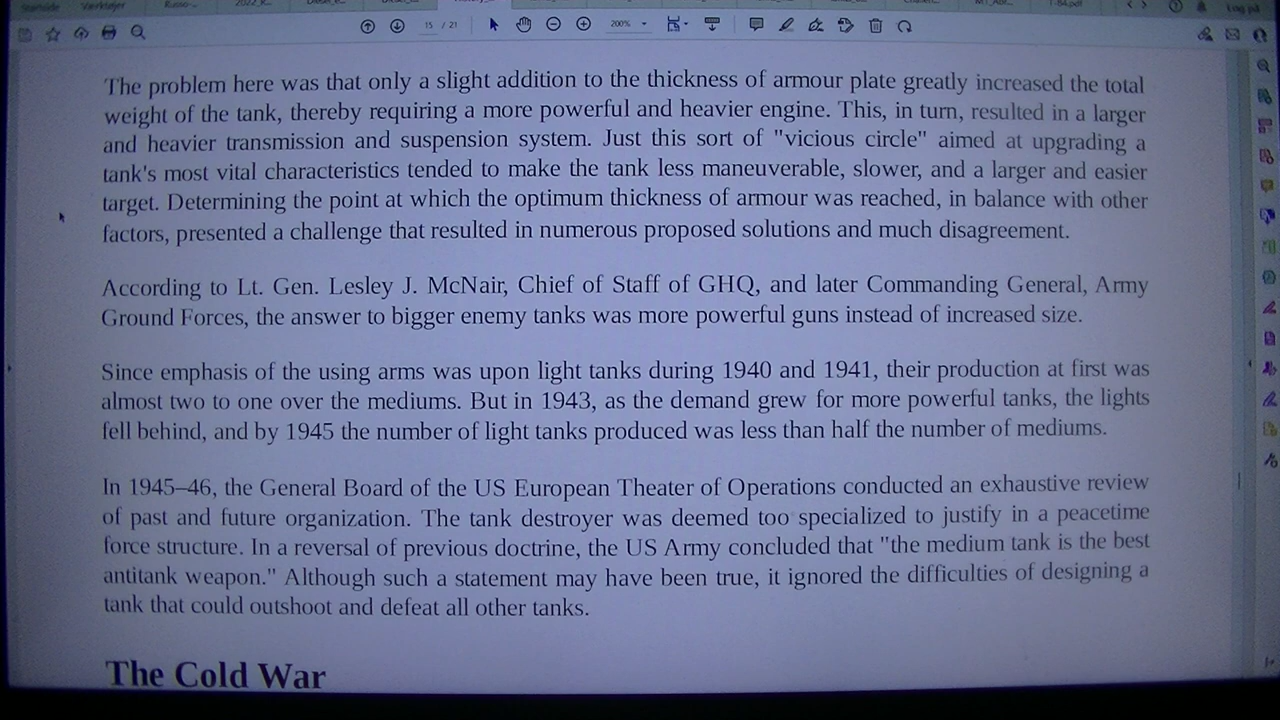 Startside Værktøjer
15 / 21
200%
Log på
The problem here was that only a slight addition to the thickness of armour plate greatly increased the total
weight of the tank, thereby requiring a more powerful and heavier engine. This, in turn, resulted in a larger
and heavier transmission and suspension system. Just this sort of "vicious circle" aimed at upgrading a
tank's most vital characteristics tended to make the tank less maneuverable, slower, and a larger and easier
target. Determining the point at which the optimum thickness of armour was reached, in balance with other
factors, presented a challenge that resulted in numerous proposed solutions and much disagreement.
According to Lt. Gen. Lesley J. McNair, Chief of Staff of GHQ, and later Commanding General, Army
Ground Forces, the answer to bigger enemy tanks was more powerful guns instead of increased size.
Since emphasis of the using arms was upon light tanks during 1940 and 1941, their production at first was
almost two to one over the mediums. But in 1943, as the demand grew for more powerful tanks, the lights
fell behind, and by 1945 the number of light tanks produced was less than half the number of mediums.
In 1945–46, the General Board of the US European Theater of Operations conducted an exhaustive review
of past and future organization. The tank destroyer was deemed too specialized to justify in a peacetime
force structure. In a reversal of previous doctrine, the US Army concluded that "the medium tank is the best
antitank weapon." Although such a statement may have been true, it ignored the difficulties of designing a
tank that could outshoot and defeat all other tanks.
The Cold War